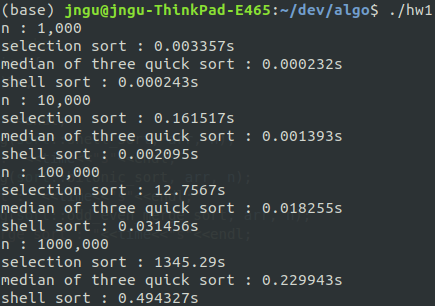 (base) jngu@jngu-ThinkPad-E465:~/dev/algo$ ./hw1
n : 1,000
selection sort : 0.003357s
median of three quick sort : 0.000232s
shell sort : 0.000243s
n : 10,000
selection sort : 0.161517s
median of three quick sort : 0.001393s
shell sort : 0.002095s
n : 100,000
selection sort : 12.7567s
median of three quick sort : 0.018255s
shell sort : 0.031456s
n : 1000,000
selection sort : 1345.29s
median of three quick sort : 0.229943s
shell sort : 0.494327s